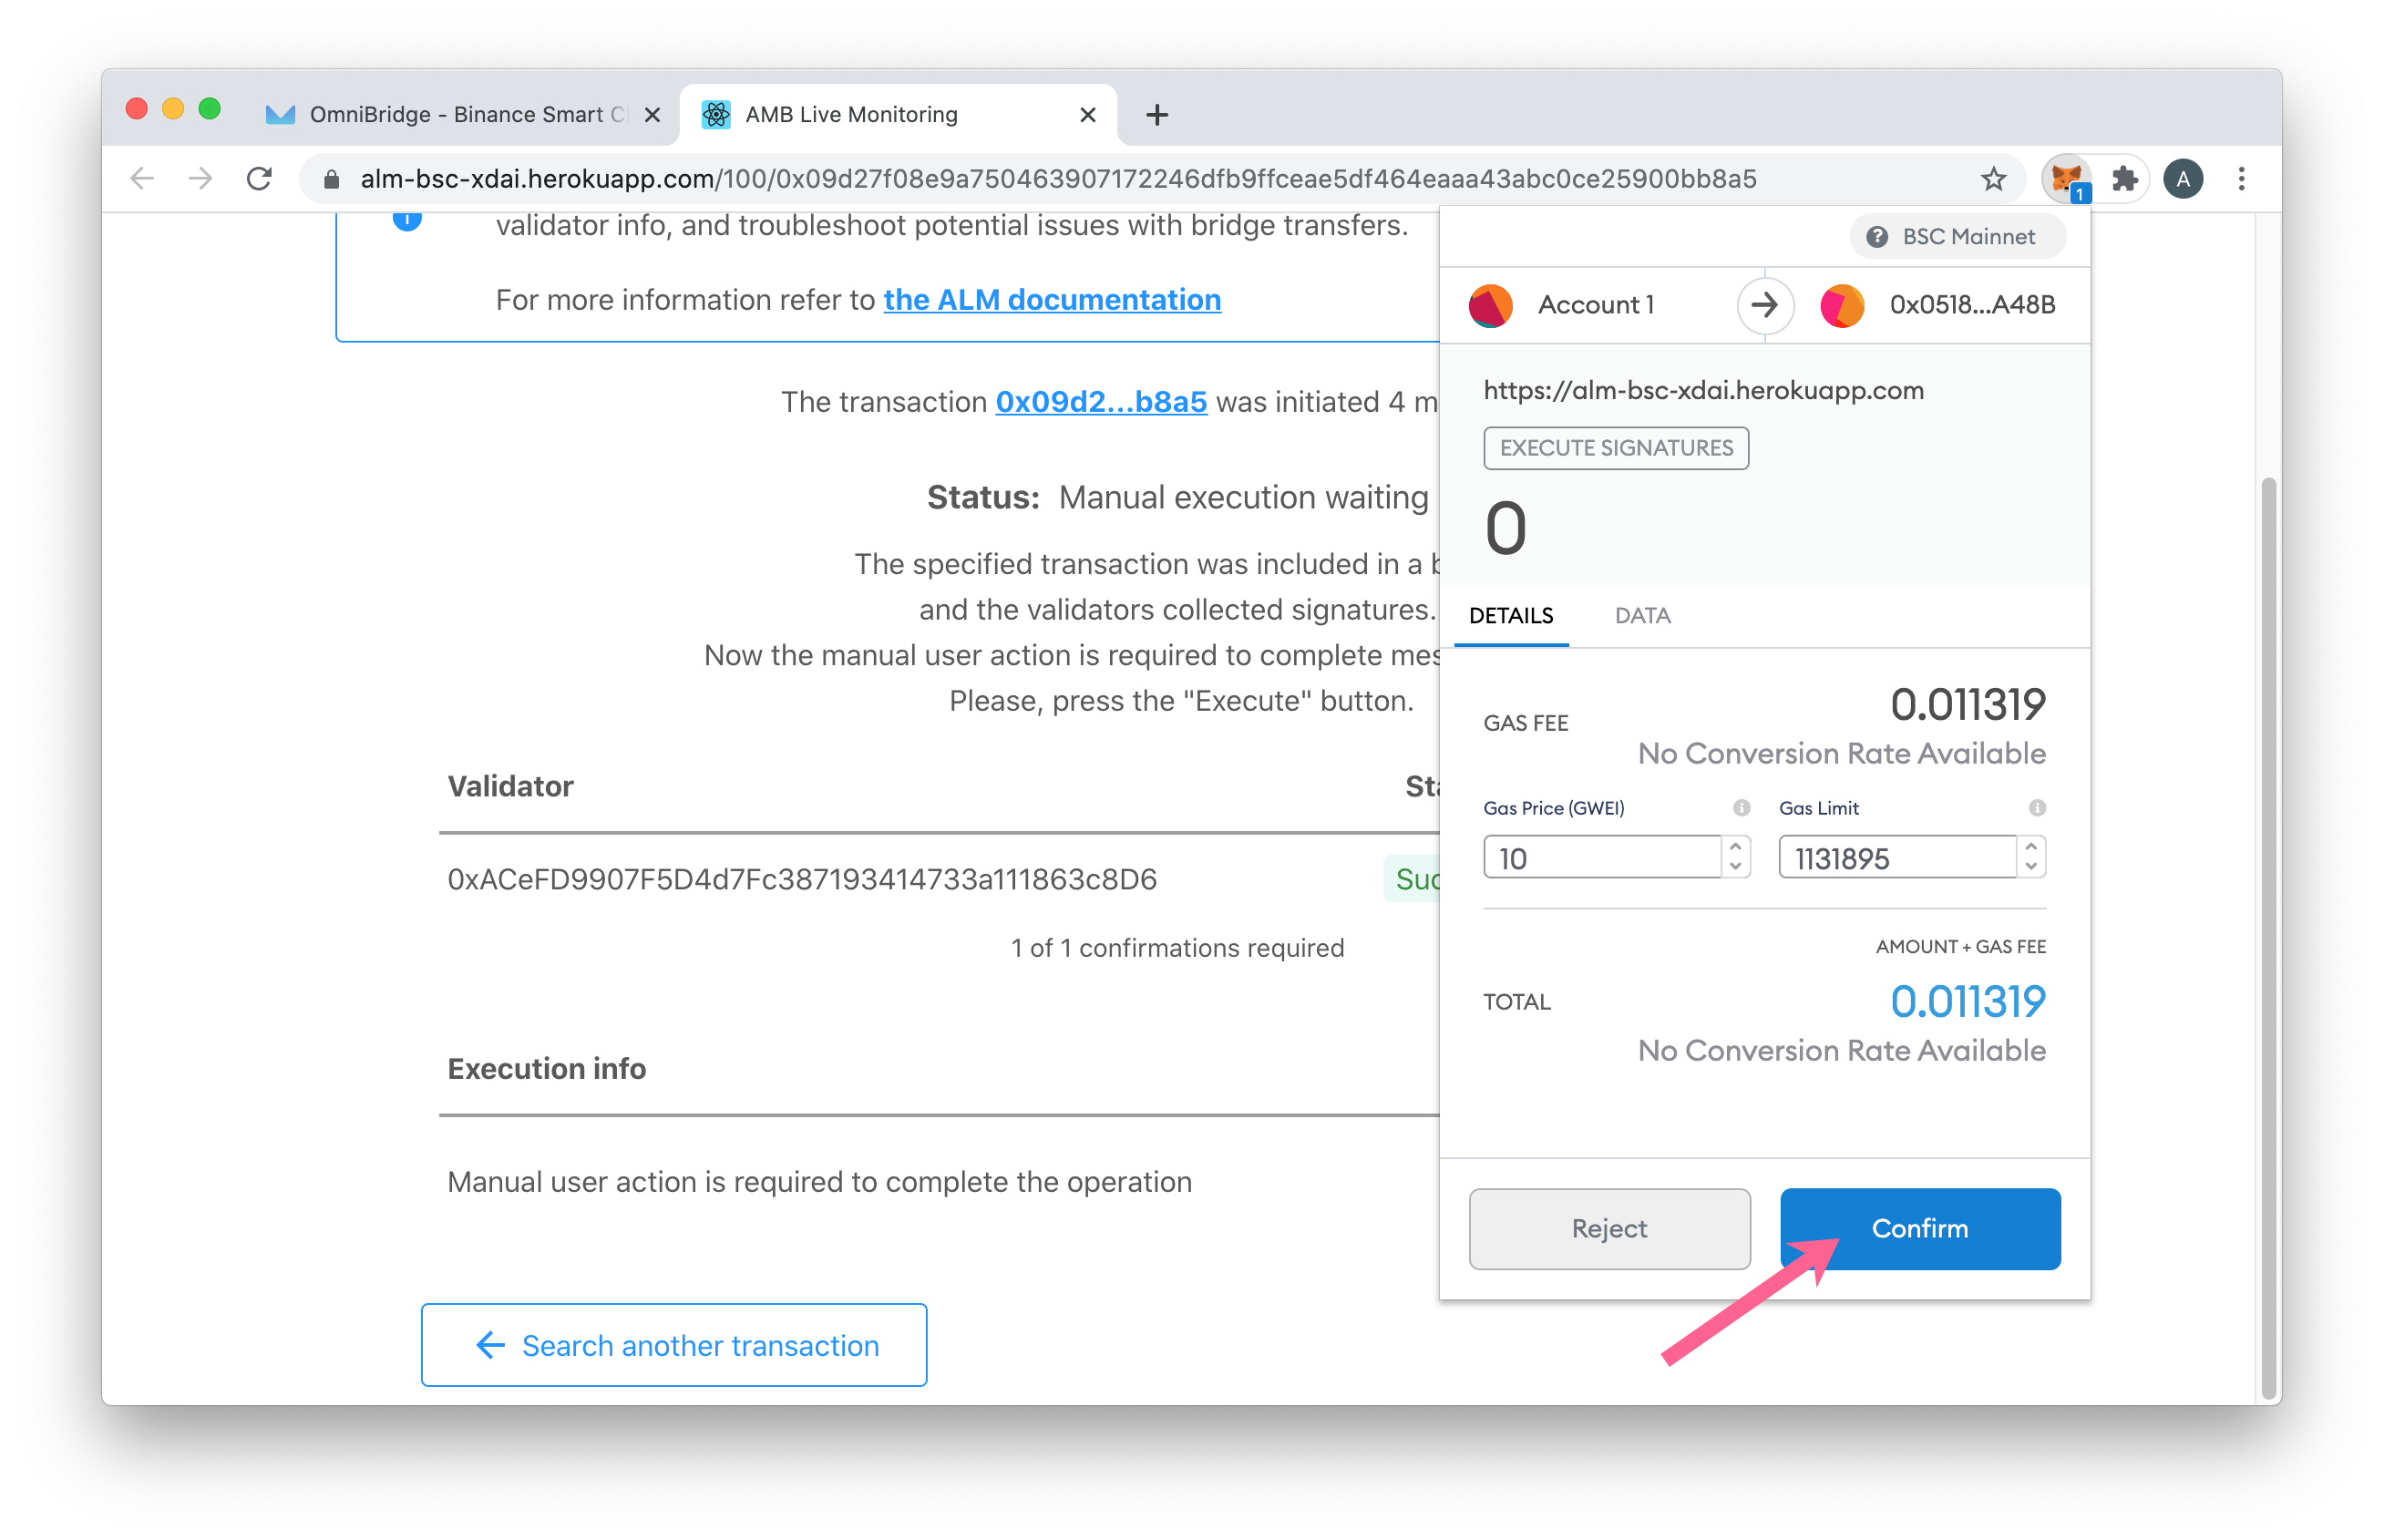 OmniBridge - Binance Smart C
AMB Live Monitoring
alm-bsc-xdai.herokuapp.com/100/0x09d27f08e9a750463907172246dfb9ffceae5df464eaaa43abc0ce25900bb8a5
1
A
validator info, and troubleshoot potential issues with bridge transfers.
For more information refer to the ALM documentation
The transaction 0x09d2...b8a5 was initiated 4 m
Status: Manual execution waiting
The specified transaction was included in a b
and the validators collected signatures.
Now the manual user action is required to complete mes
Please, press the "Execute" button.
Validator
Sta
0xACeFD9907F5D4d7Fc387193414733a111863c8D6
Suc
1 of 1 confirmations required
Execution info
Manual user action is required to complete the operation
Search another transaction
BSC Mainnet
Account 1
0x0518...A48B
https://alm-bsc-xdai.herokuapp.com
EXECUTE SIGNATURES
0
DETAILS
DATA
GAS FEE
0.011319
No Conversion Rate Available
Gas Price (GWEI)
Gas Limit
10
1131895
AMOUNT + GAS FEE
TOTAL
0.011319
No Conversion Rate Available
Reject
Confirm